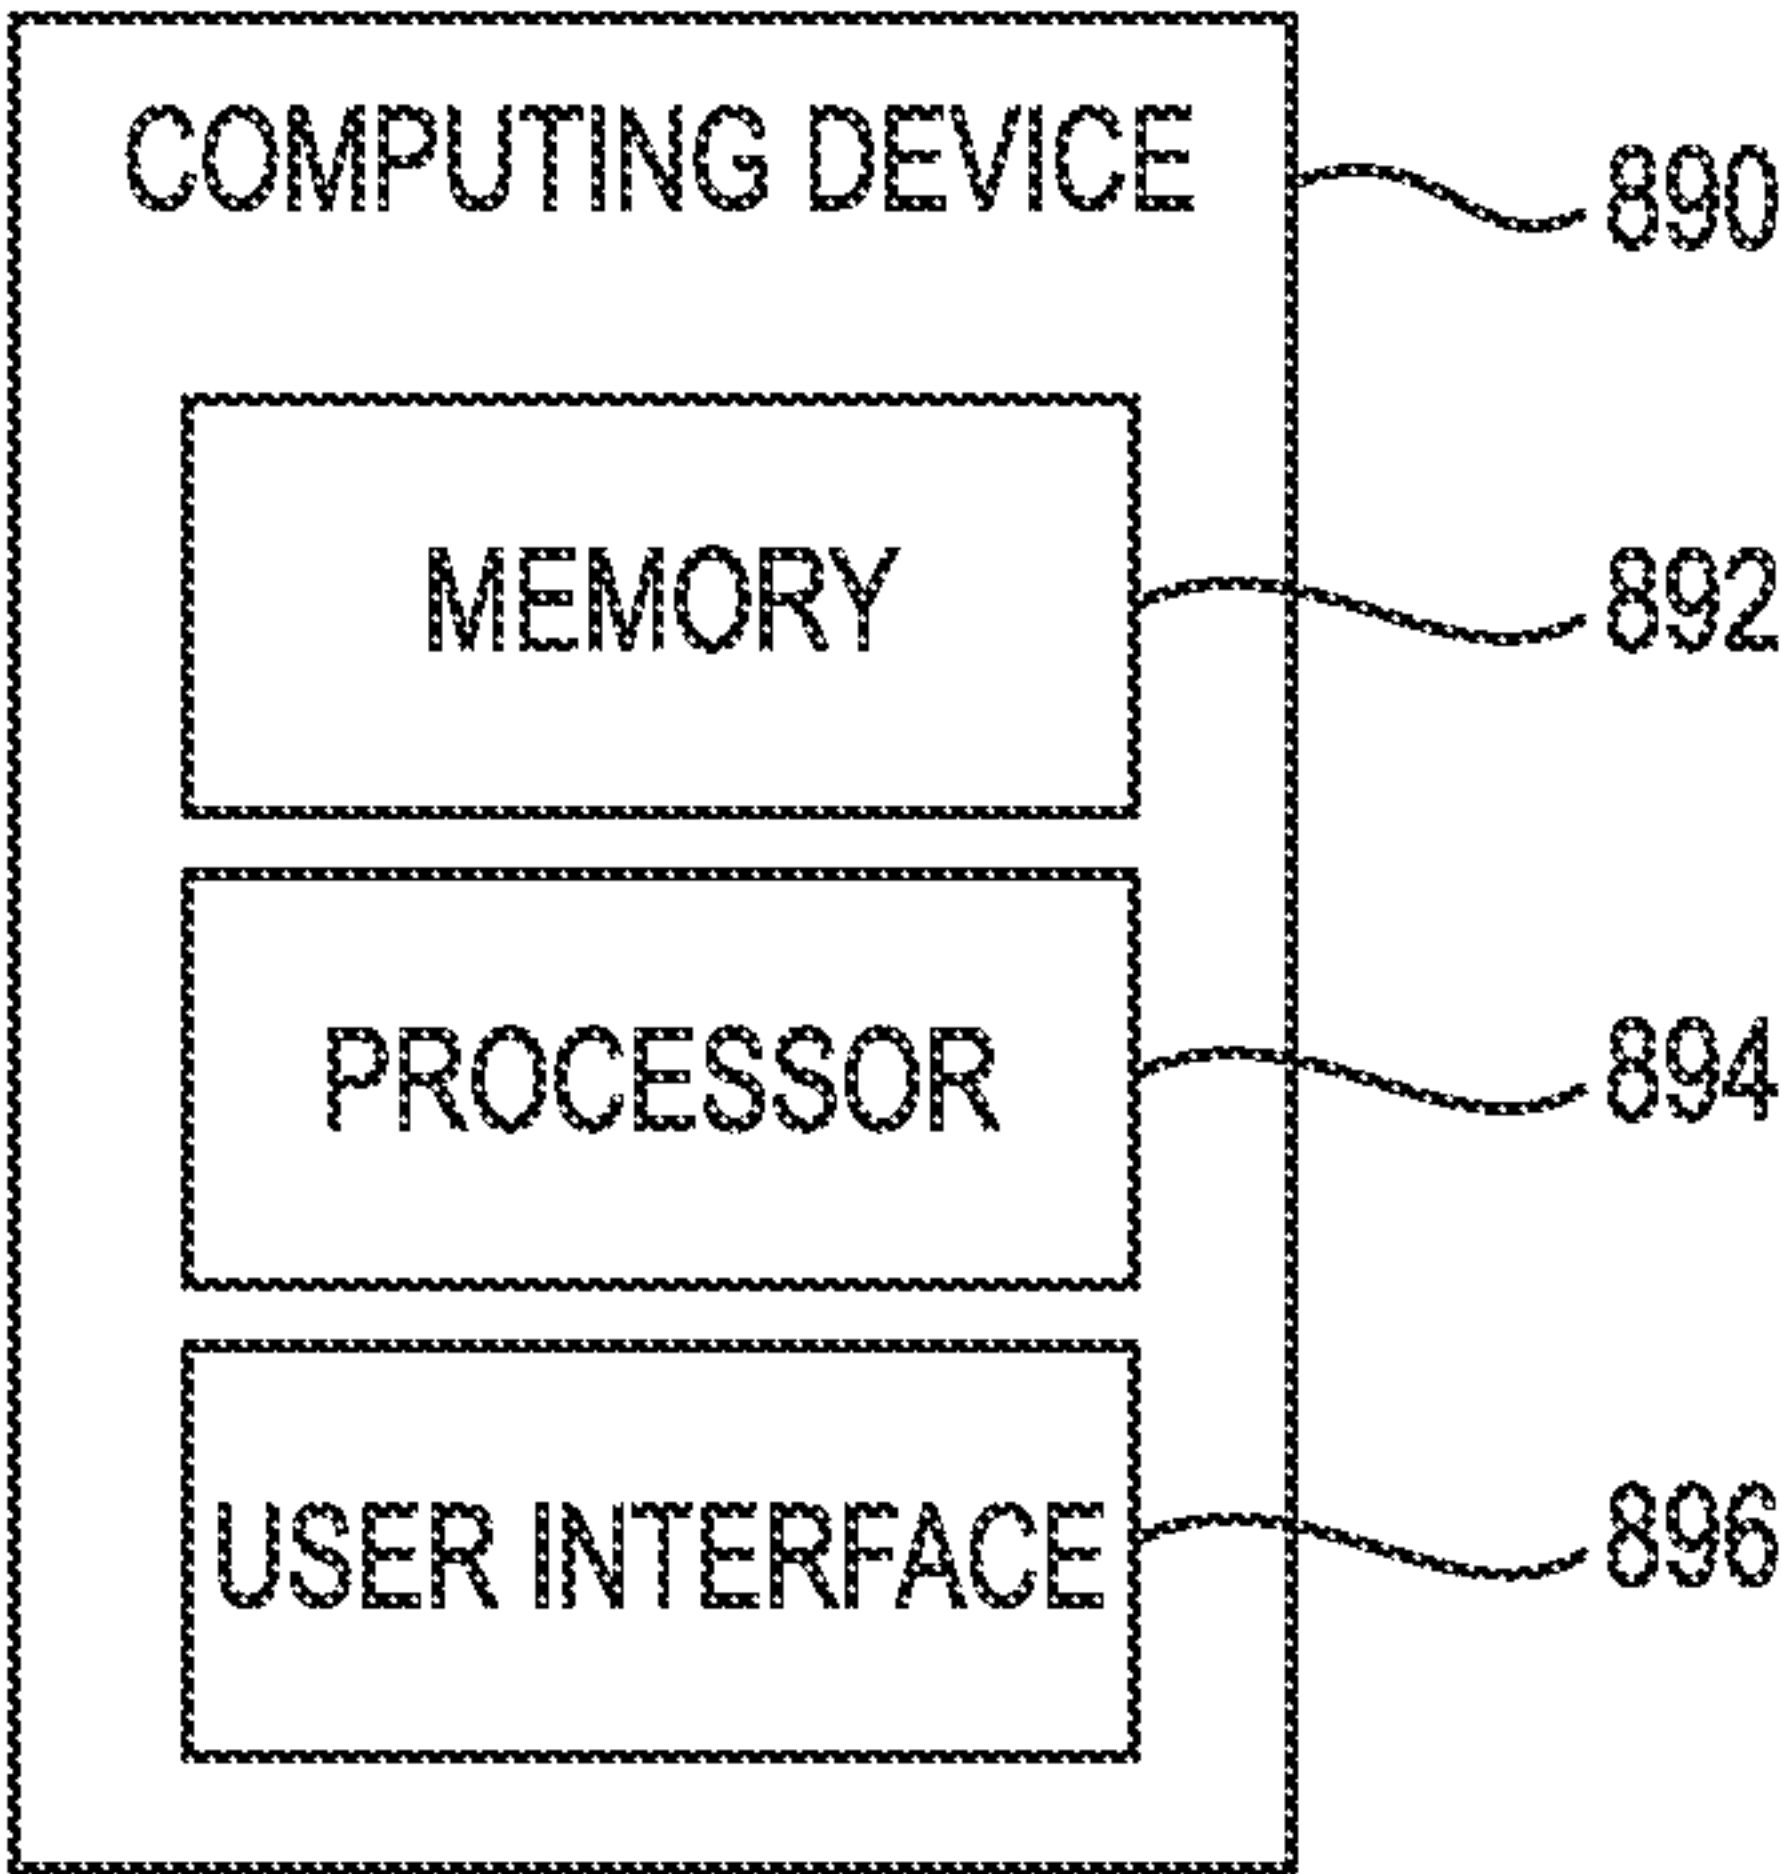 COMPUTING DEVICE
890
MEMORY
892
PROCESSOR
894
USER INTERFACE
896